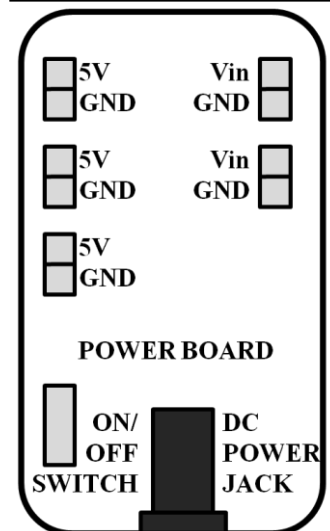 5V Vin
GND GND
5V Vin
GND GND
5V
GND
POWER BOARD
ON/ DC
OFF POWER
SWITCH JACK